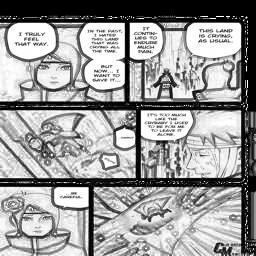 THIS LAND
IS CRYING,
AS USUAL.
IT
CONTIN-
UES TO
ENDURE
MUCH
PAIN.
IN THE PAST,
I HATED
THIS LAND
THAT WAS
CRYING ALL
THE TIME.
BUT
NOW... I
WANT TO
SAVE IT...
I TRULY
FEEL
THAT WAY.
IT'S TOO MUCH
LIKE THE
CRYBABY I USED
TO BE FOR ME
TO LEAVE IT
ALONE.
BE
CAREFUL.